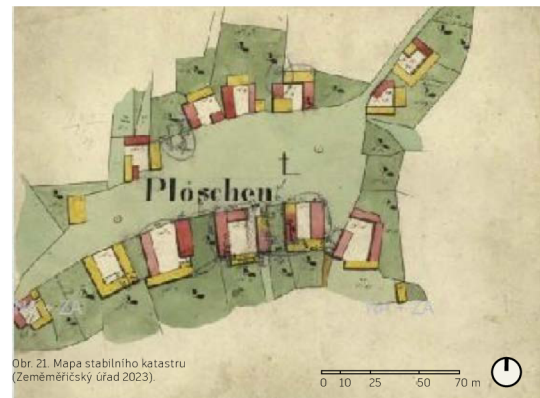 Plöschen
Obr. 21. Mapa stabilního katastru
(Zeměměřičský úřad 2023).
0 10 25 50 70 m